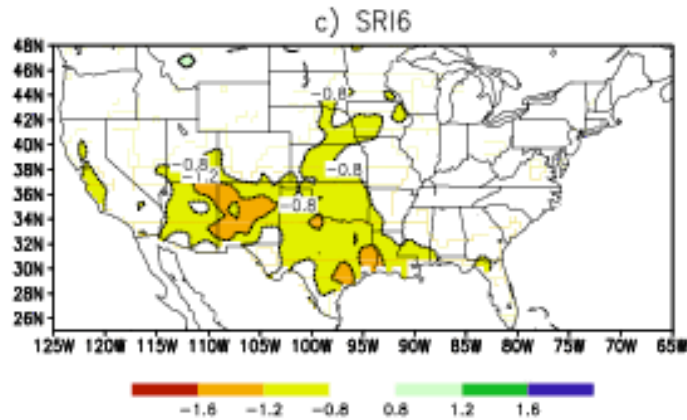 c) SRI6
48N
46N
44N
42N
40N
38N
36N
34N
32N
30N
28N
26N
-0.8
-0.8
-1.2
-0.8
-0.8
125W 120W 115W 110W 105W 100W 95W 90W 85W 80W 75W 70W 65W
-1.6 -1.2 -0.8 0.8 1.2 1.6